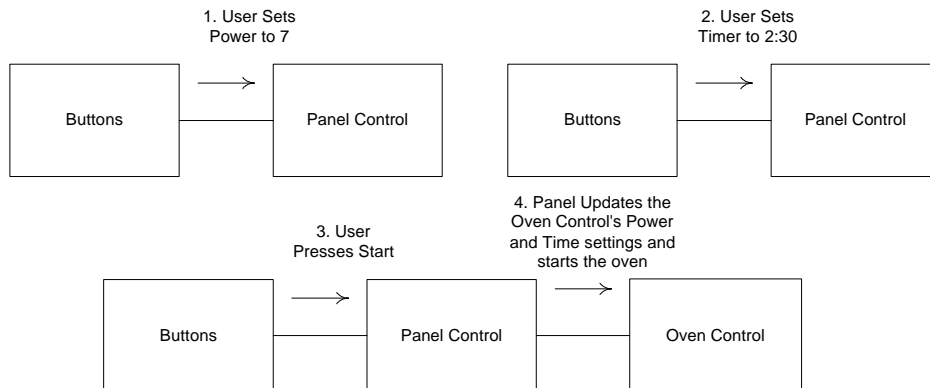 1. User Sets
Power to 7
2. User Sets
Timer to 2:30
Buttons
Panel Control
Buttons
Panel Control
3. User
Presses Start
4. Panel Updates the
Oven Control's Power
and Time settings and
starts the oven
Buttons
Panel Control
Oven Control